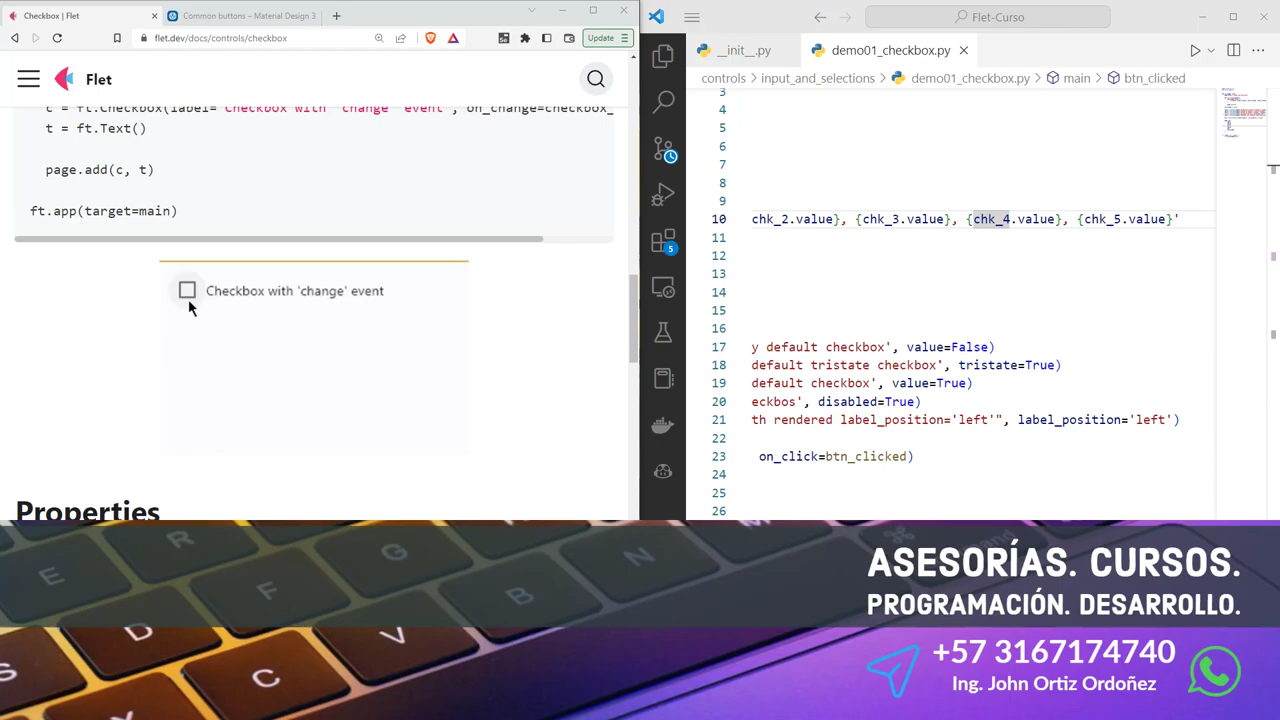 Checkbox | Flet
Common buttons – Material Design 3
flet.dev/docs/controls/checkbox
Update
Flet
c = ft.Checkbox(label="Checkbox with 'change' event", on_change=checkbox_
t = ft.Text()
page.add(c, t)
ft.app(target=main)
Checkbox with 'change' event
Properties
Flet-Curso
__init__.py
demo01_checkbox.py
controls
input_and_selections
demo01_checkbox.py
main
btn_clicked
3
4
5
6
7
8
9
10 chk_2.value}, {chk_3.value}, {chk_4.value}, {chk_5.value}'
11
12
13
14
15
16
17 y default checkbox', value=False)
18 default tristate checkbox', tristate=True)
19 default checkbox', value=True)
20 eckbos', disabled=True)
21 th rendered label_position='left'", label_position='left')
22
23 on_click=btn_clicked)
24
25
26
5
ASESORÍAS. CURSOS.
PROGRAMACIÓN. DESARROLLO.
+57 3167174740
Ing. John Ortiz Ordoñez
E
R
G
N
B
D
V
C
S